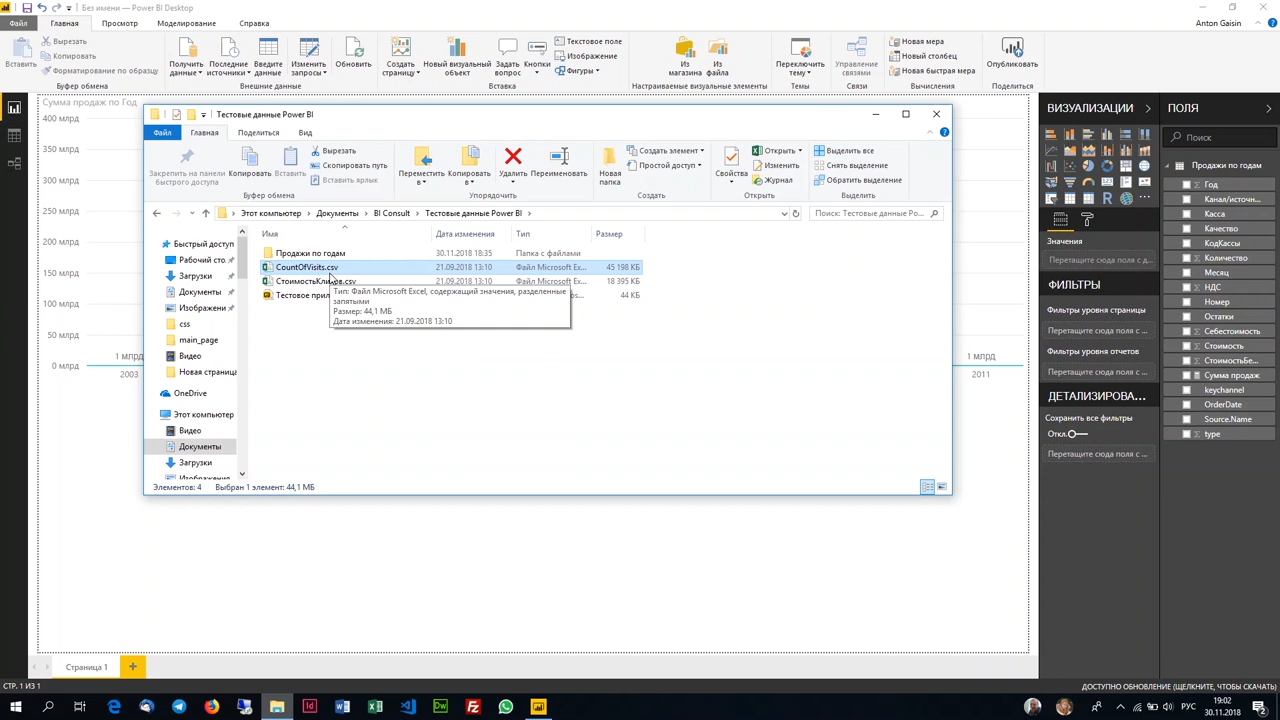 Без имени — Power BI Desktop
Файл
Главная
Просмотр
Моделирование
Справка
Anton Gaisin
Вставить
Вырезать
Копировать
Форматирование по образцу
Буфер обмена
Получить данные
Последние источники
Введите данные
Изменить запросы
Обновить
Внешние данные
Создать страницу
Новый визуальный объект
Задать вопрос
Кнопки
Текстовое поле
Изображение
Фигуры
Вставка
Из магазина
Из файла
Настраиваемые визуальные элементы
Переключить тему
Темы
Управление связями
Связи
Новая мера
Новый столбец
Новая быстрая мера
Вычисления
Опубликовать
Поделиться
Сумма продаж по Год
400 млрд
350 млрд
300 млрд
250 млрд
200 млрд
150 млрд
100 млрд
50 млрд
0 млрд
1 млрд
2003
1 млрд
2011
Тестовые данные Power BI
Файл
Главная
Поделиться
Вид
Закрепить на панели быстрого доступа
Копировать
Вставить
Вырезать
Скопировать путь
Вставить ярлык
Буфер обмена
Переместить в
Копировать в
Удалить
Переименовать
Упорядочить
Новая папка
Создать элемент
Простой доступ
Создать
Свойства
Открыть
Изменить
Журнал
Открыть
Выделить все
Снять выделение
Обратить выделение
Выделить
Этот компьютер
Документы
BI Consult
Тестовые данные Power BI
Поиск: Тестовые данные Po...
Имя
Дата изменения
Тип
Размер
Быстрый доступ
Рабочий сто.
Загрузки
Документы
Изображени
css
main_page
Видео
Новая страница
OneDrive
Этот компьютер
Видео
Документы
Загрузки
Изображения
Продажи по годам 30.11.2018 18:35 Папка с файлами
CountOfVisits.csv 21.09.2018 13:10 Файл Microsoft Ex... 45 198 КБ
СтоимостьКликов.csv 21.09.2018 13:10 Файл Microsoft Ex... 18 395 КБ
Тестовое прил 44 КБ
Тип: Файл Microsoft Excel, содержащий значения, разделенные
запятыми
Размер: 44,1 МБ
Дата изменения: 21.09.2018 13:10
Элементов: 4
Выбран 1 элемент: 44,1 МБ
ВИЗУАЛИЗАЦИИ
Значения
Перетащите сюда поля с ...
ФИЛЬТРЫ
Фильтры уровня страницы
Перетащите сюда поля с ...
Фильтры уровня отчетов
Перетащите сюда поля с ...
ДЕТАЛИЗИРОВА...
Сохранить все фильтры
Откл.
Перетащите сюда поля с ...
ПОЛЯ
Поиск
Продажи по годам
Год
Канал/источн...
Касса
Качество
КодКассы
Количество
Месяц
НДС
Номер
Остатки
Себестоимость
Стоимость
СтоимостьБе...
Сумма продаж
keychannel
OrderDate
Source.Name
type
Страница 1
СТР. 1 ИЗ 1
ДОСТУПНО ОБНОВЛЕНИЕ (ЩЕЛКНИТЕ, ЧТОБЫ СКАЧАТЬ)
РУС
19:02
30.11.2018